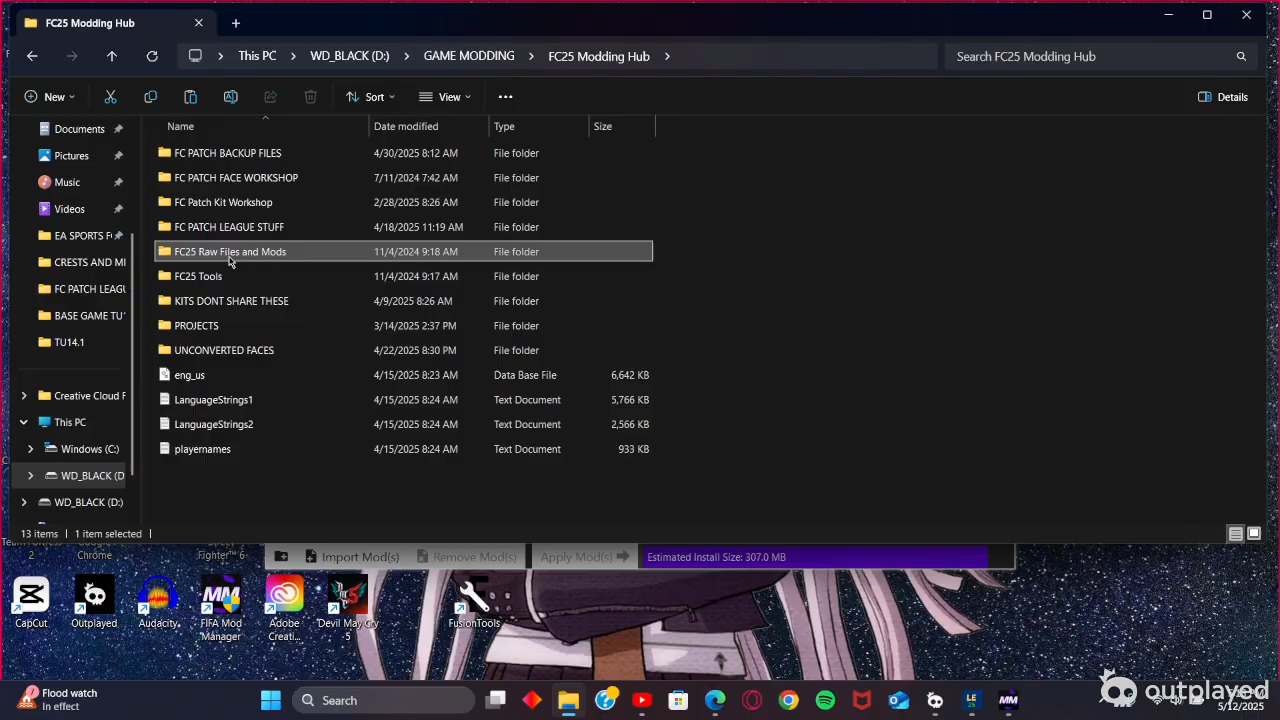 FC25 Modding Hub
This PC > WD_BLACK (D:) > GAME MODDING > FC25 Modding Hub >
Search FC25 Modding Hub
New
Sort
View
Details
Name Date modified Type Size
Documents
Pictures
Music
Videos
EA SPORTS F
CRESTS AND MI
FC PATCH LEAGU
BASE GAME TU
TU14.1
Creative Cloud F
This PC
Windows (C:)
WD_BLACK (D
WD_BLACK (D:)
FC PATCH BACKUP FILES 4/30/2025 8:12 AM File folder
FC PATCH FACE WORKSHOP 7/11/2024 7:42 AM File folder
FC Patch Kit Workshop 2/28/2025 8:26 AM File folder
FC PATCH LEAGUE STUFF 4/18/2025 11:19 AM File folder
FC25 Raw Files and Mods 11/4/2024 9:18 AM File folder
FC25 Tools 11/4/2024 9:17 AM File folder
KITS DONT SHARE THESE 4/9/2025 8:26 AM File folder
PROJECTS 3/14/2025 2:37 PM File folder
UNCONVERTED FACES 4/22/2025 8:30 PM File folder
eng_us 4/15/2025 8:23 AM Data Base File 6,642 KB
LanguageStrings1 4/15/2025 8:24 AM Text Document 5,766 KB
LanguageStrings2 4/15/2025 8:24 AM Text Document 2,566 KB
playernames 4/15/2025 8:24 AM Text Document 933 KB
13 items 1 item selected
2
Chrome
Fighter™ 6
Import Mod(s) Remove Mod(s) Apply Mod(s) Estimated Install Size: 307.0 MB
CapCut
Outplayed
Audacity
FIFA Mod
Manager
Adobe
Creati...
Devil May Cry
5
FusionTools
Flood watch
In effect
Search
outplayed
5/12/2025